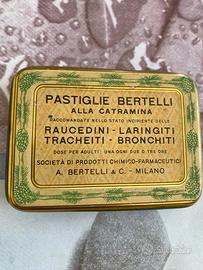 PASTIGLIE BERTELLI
ALLA CATRAMINA
RACCOMANDATE NELLO STATO INCIPIENTE DELLE
RAUCEDINI - LARINGITI
TRACHEITI - BRONCHITI
DOSE PER ADULTI: UNA OGNI DUE O TRE ORE
SOCIETÀ DI PRODOTTI CHIMICO-FARMACEUTICI
A. BERTELLI & C. - MILANO